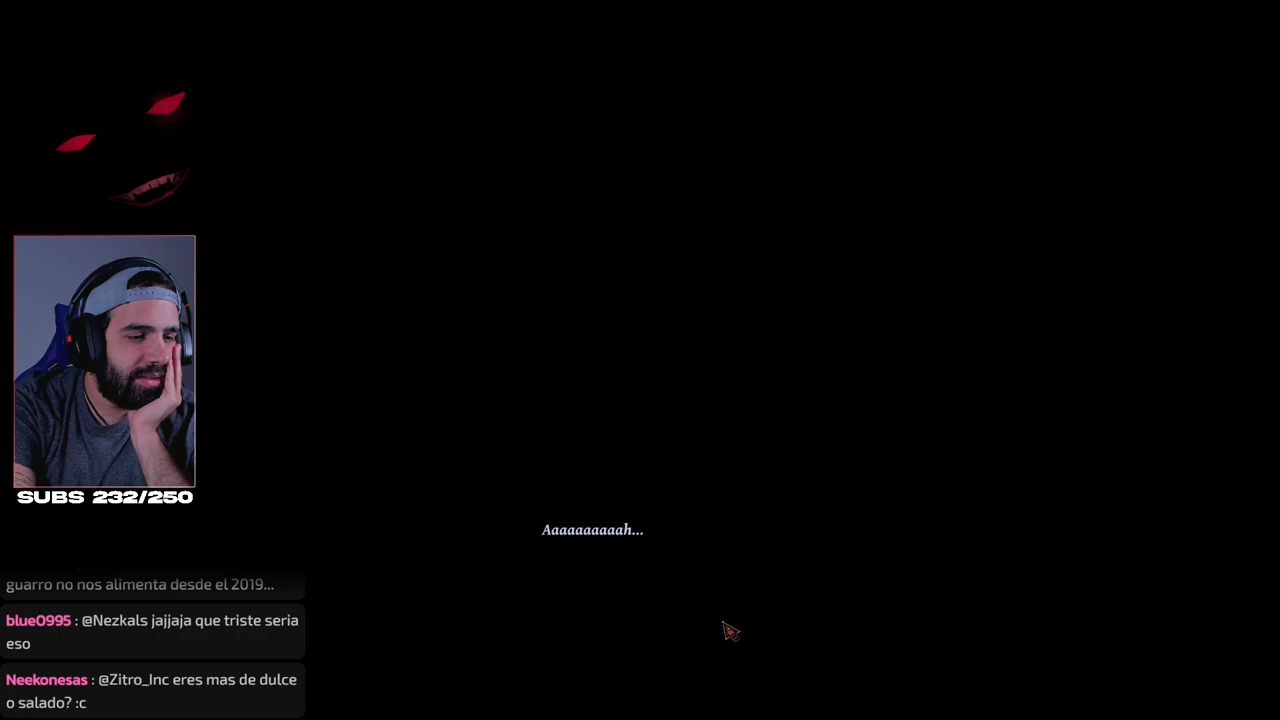 SUBS 232/250
Aaaaaaaaaah...
guarro no nos alimenta desde el 2019...
blue0995 : @Nezkals jajjaja que triste seria
eso
Neekonesas : @Zitro_Inc eres mas de dulce
o salado? :c